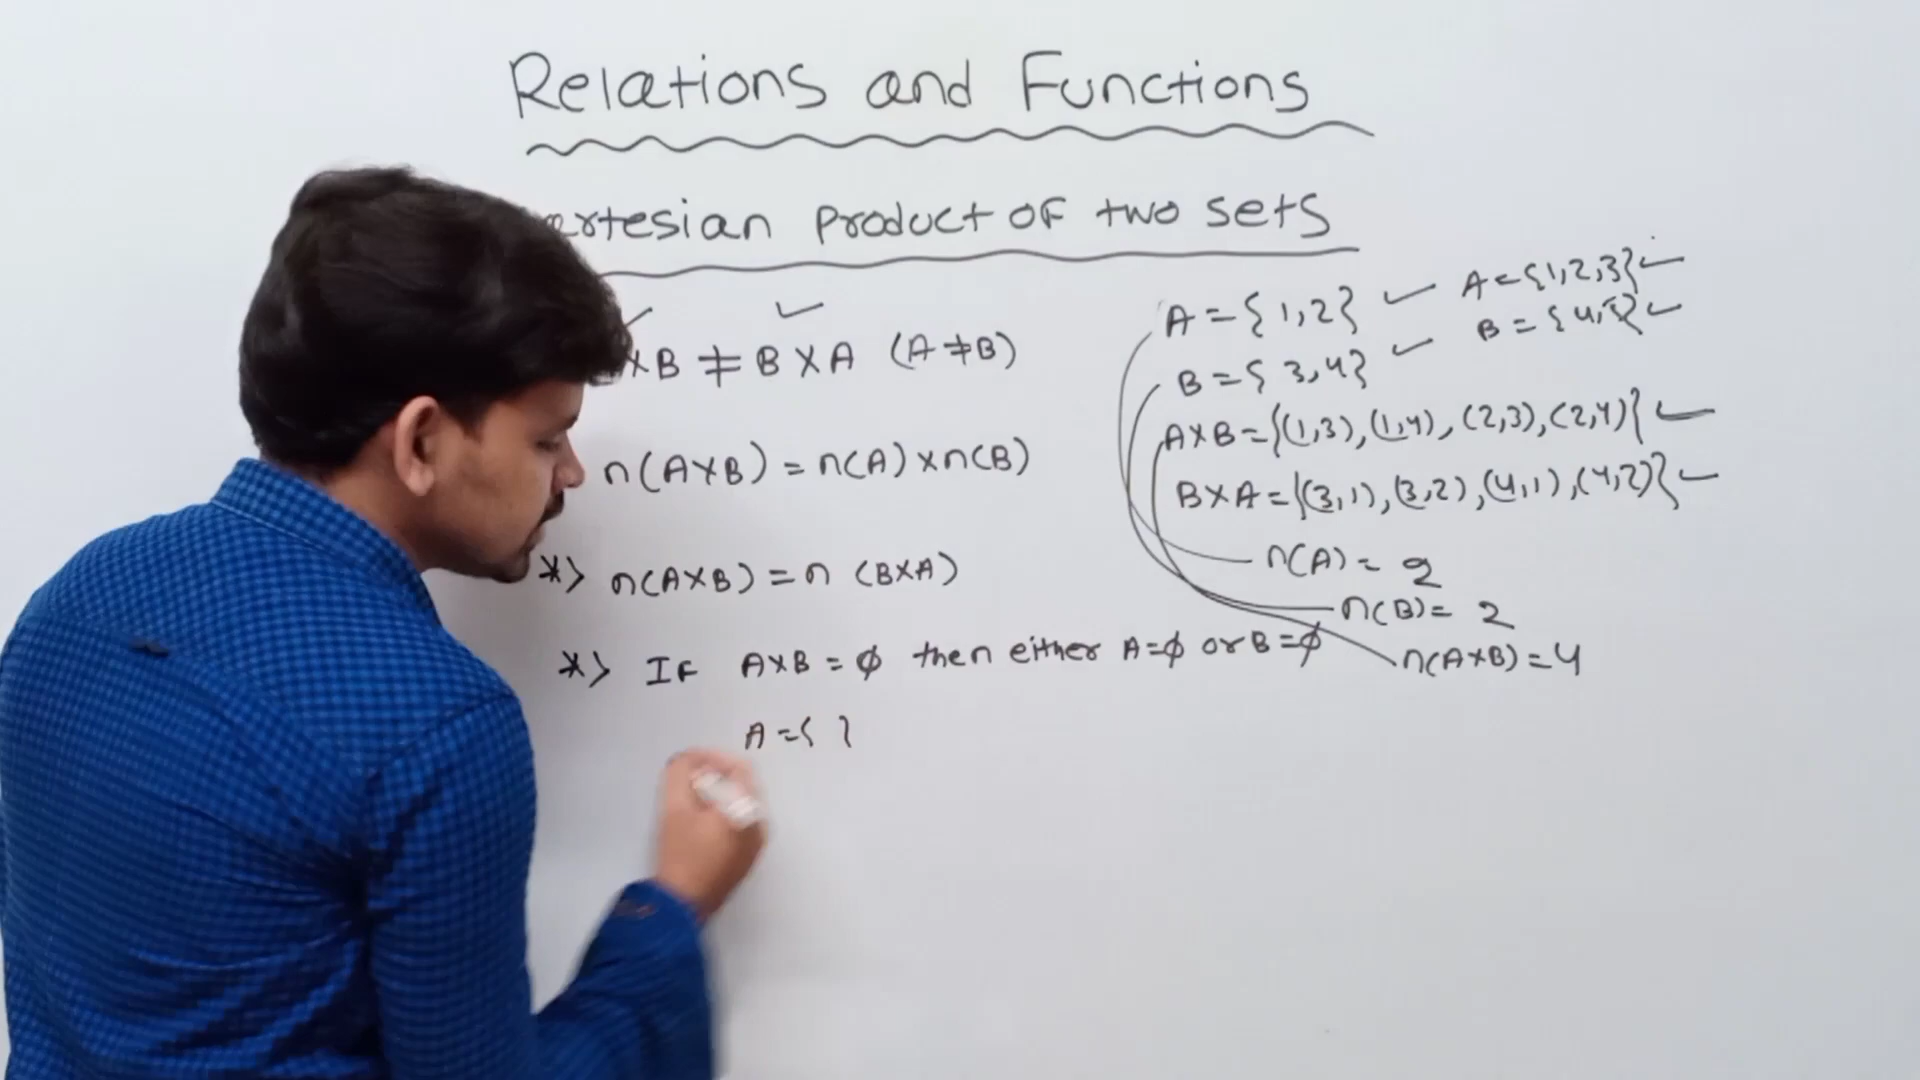 Relations and Functions
artesian product of two sets
×B ≠ B×A (A≠B)
n(A×B) = n(A)×n(B)
*> n(A×B) = n (B×A)
*> IF A×B = ϕ then either A=ϕ or B=ϕ
A={ }
A={1,2}
B={3,4}
A={1,2,3}
B={4,5}
A×B={(1,3),(1,4),(2,3),(2,4)}
B×A={(3,1),(3,2),(4,1),(4,2)}
n(A)= 2
n(B)= 2
n(A×B)=4